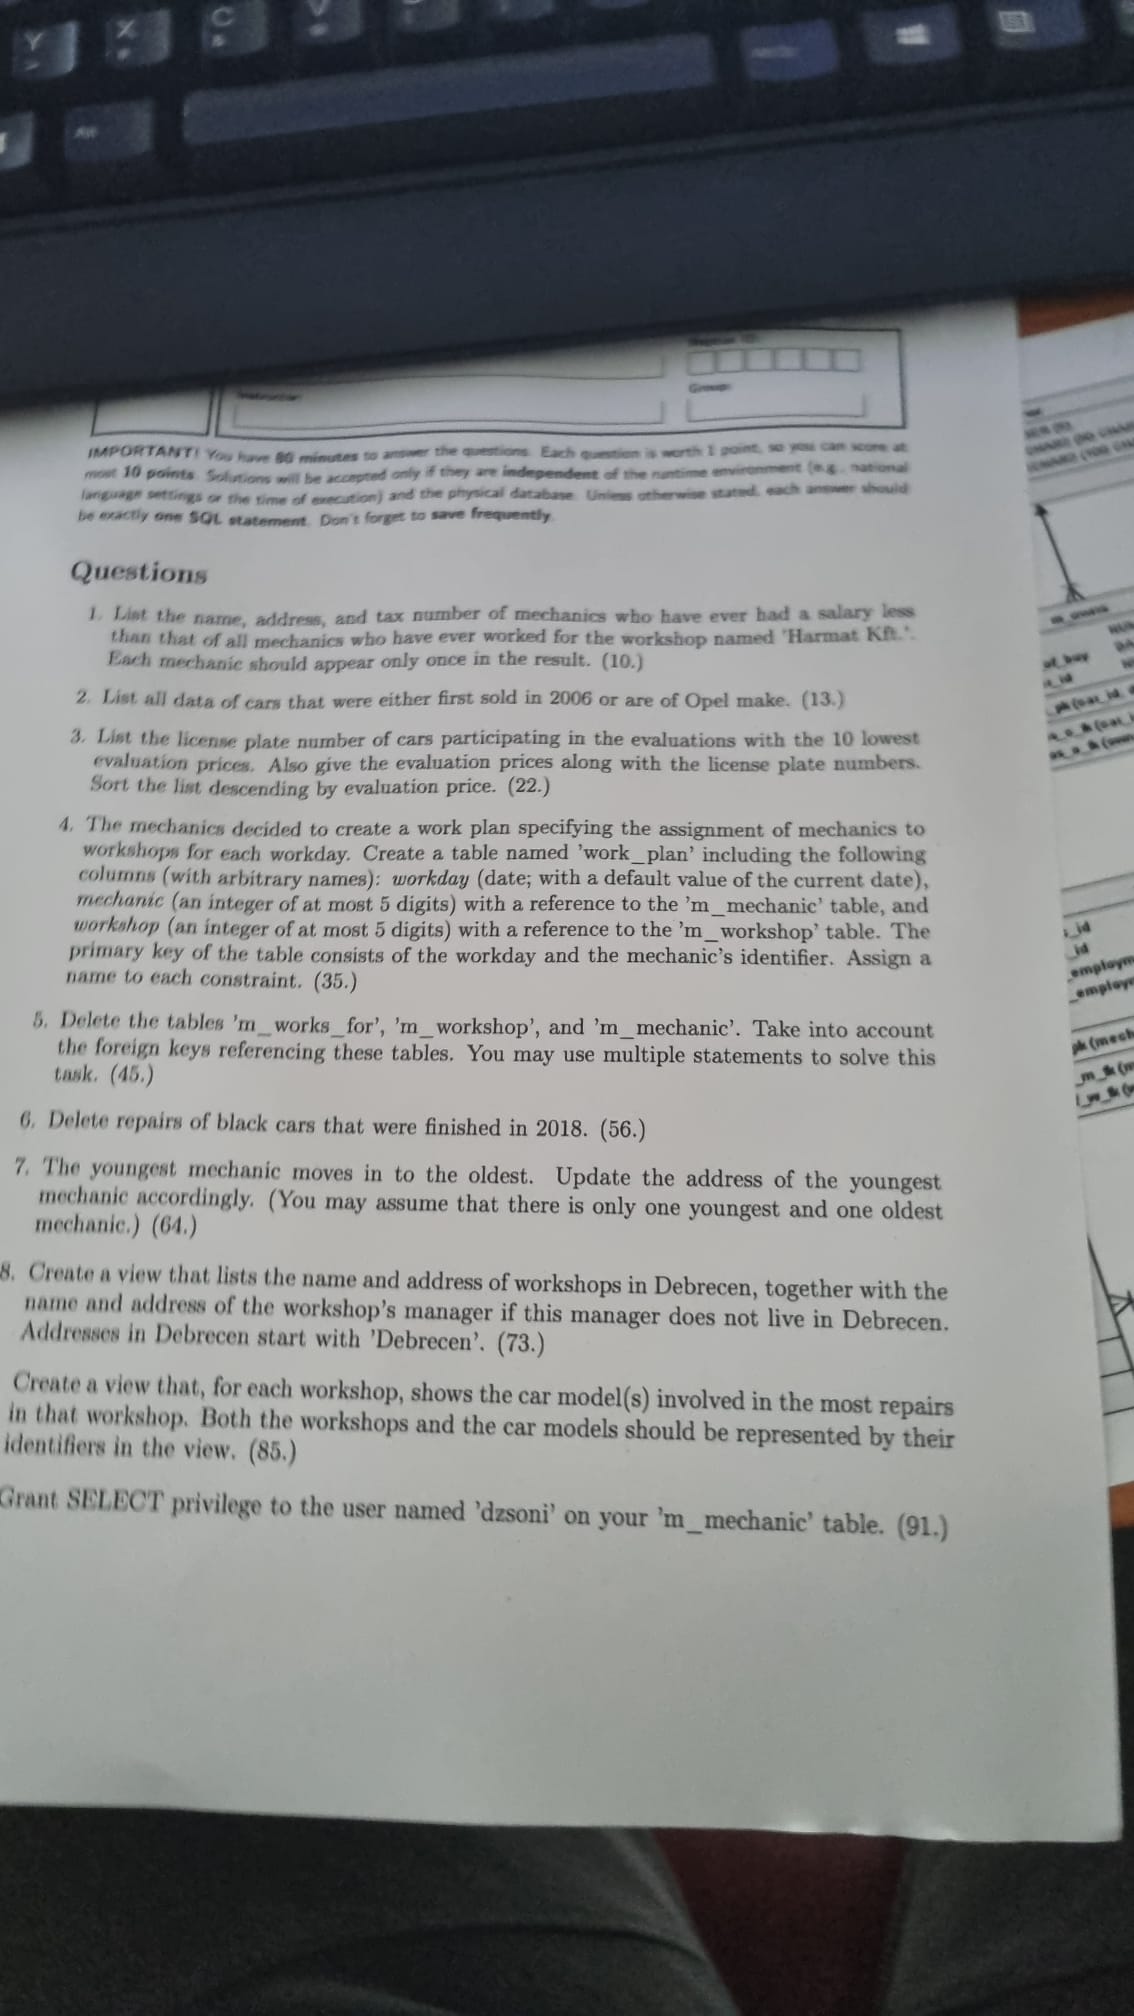 Y
X
C
V
Alt
Group:
IMPORTANT! You have 80 minutes to answer the questions. Each question is worth 1 point, so you can score at
most 10 points. Solutions will be accepted only if they are independent of the runtime environment (e.g., national
language settings or the time of execution) and the physical database. Unless otherwise stated, each answer should
be exactly one SQL statement. Don't forget to save frequently.
Questions
1. List the name, address, and tax number of mechanics who have ever had a salary less
than that of all mechanics who have ever worked for the workshop named 'Harmat Kft.'.
Each mechanic should appear only once in the result. (10.)
2. List all data of cars that were either first sold in 2006 or are of Opel make. (13.)
3. List the license plate number of cars participating in the evaluations with the 10 lowest
evaluation prices. Also give the evaluation prices along with the license plate numbers.
Sort the list descending by evaluation price. (22.)
4. The mechanics decided to create a work plan specifying the assignment of mechanics to
workshops for each workday. Create a table named 'work_plan' including the following
columns (with arbitrary names): workday (date; with a default value of the current date),
mechanic (an integer of at most 5 digits) with a reference to the 'm_mechanic' table, and
workshop (an integer of at most 5 digits) with a reference to the 'm_workshop' table. The
primary key of the table consists of the workday and the mechanic's identifier. Assign a
name to each constraint. (35.)
5. Delete the tables 'm_works_for', 'm_workshop', and 'm_mechanic'. Take into account
the foreign keys referencing these tables. You may use multiple statements to solve this
task. (45.)
6. Delete repairs of black cars that were finished in 2018. (56.)
7. The youngest mechanic moves in to the oldest. Update the address of the youngest
mechanic accordingly. (You may assume that there is only one youngest and one oldest
mechanic.) (64.)
8. Create a view that lists the name and address of workshops in Debrecen, together with the
name and address of the workshop's manager if this manager does not live in Debrecen.
Addresses in Debrecen start with 'Debrecen'. (73.)
Create a view that, for each workshop, shows the car model(s) involved in the most repairs
in that workshop. Both the workshops and the car models should be represented by their
identifiers in the view. (85.)
Grant SELECT privilege to the user named 'dzsoni' on your 'm_mechanic' table. (91.)
of_buy
_id
_id
_employm
_employe
pk (mech